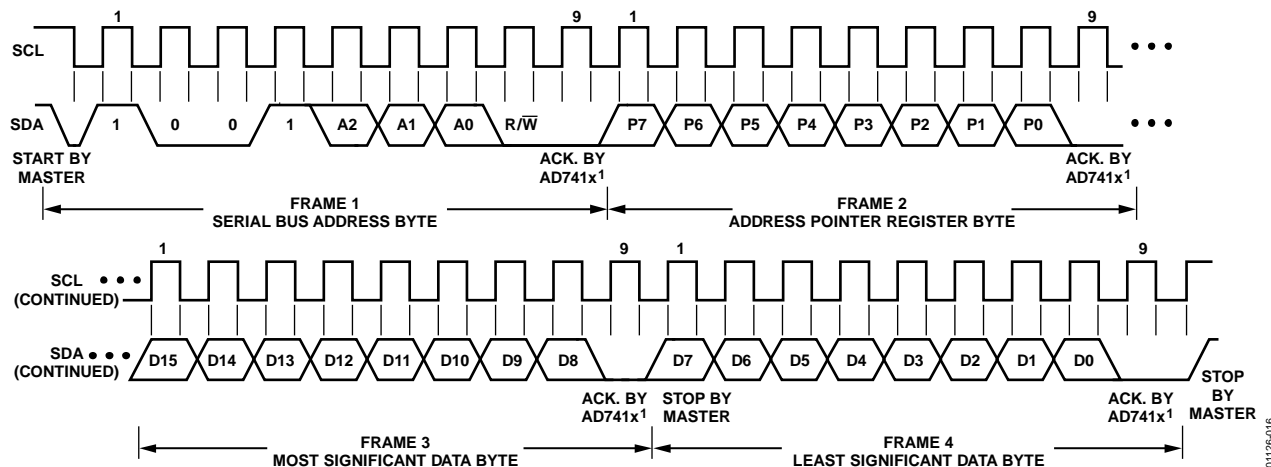 1 9 1 9
SCL
SDA 1 0 0 1 A2 A1 A0 R/W̅ P7 P6 P5 P4 P3 P2 P1 P0
START BY MASTER
ACK. BY AD741x1
ACK. BY AD741x1
FRAME 1
SERIAL BUS ADDRESS BYTE
FRAME 2
ADDRESS POINTER REGISTER BYTE
1 9 1 9
SCL
(CONTINUED)
SDA
(CONTINUED)
D15 D14 D13 D12 D11 D10 D9 D8 D7 D6 D5 D4 D3 D2 D1 D0
ACK. BY
AD741x1
STOP BY
MASTER
ACK. BY
AD741x1
STOP
BY
MASTER
FRAME 3
MOST SIGNIFICANT DATA BYTE
FRAME 4
LEAST SIGNIFICANT DATA BYTE
01126-016